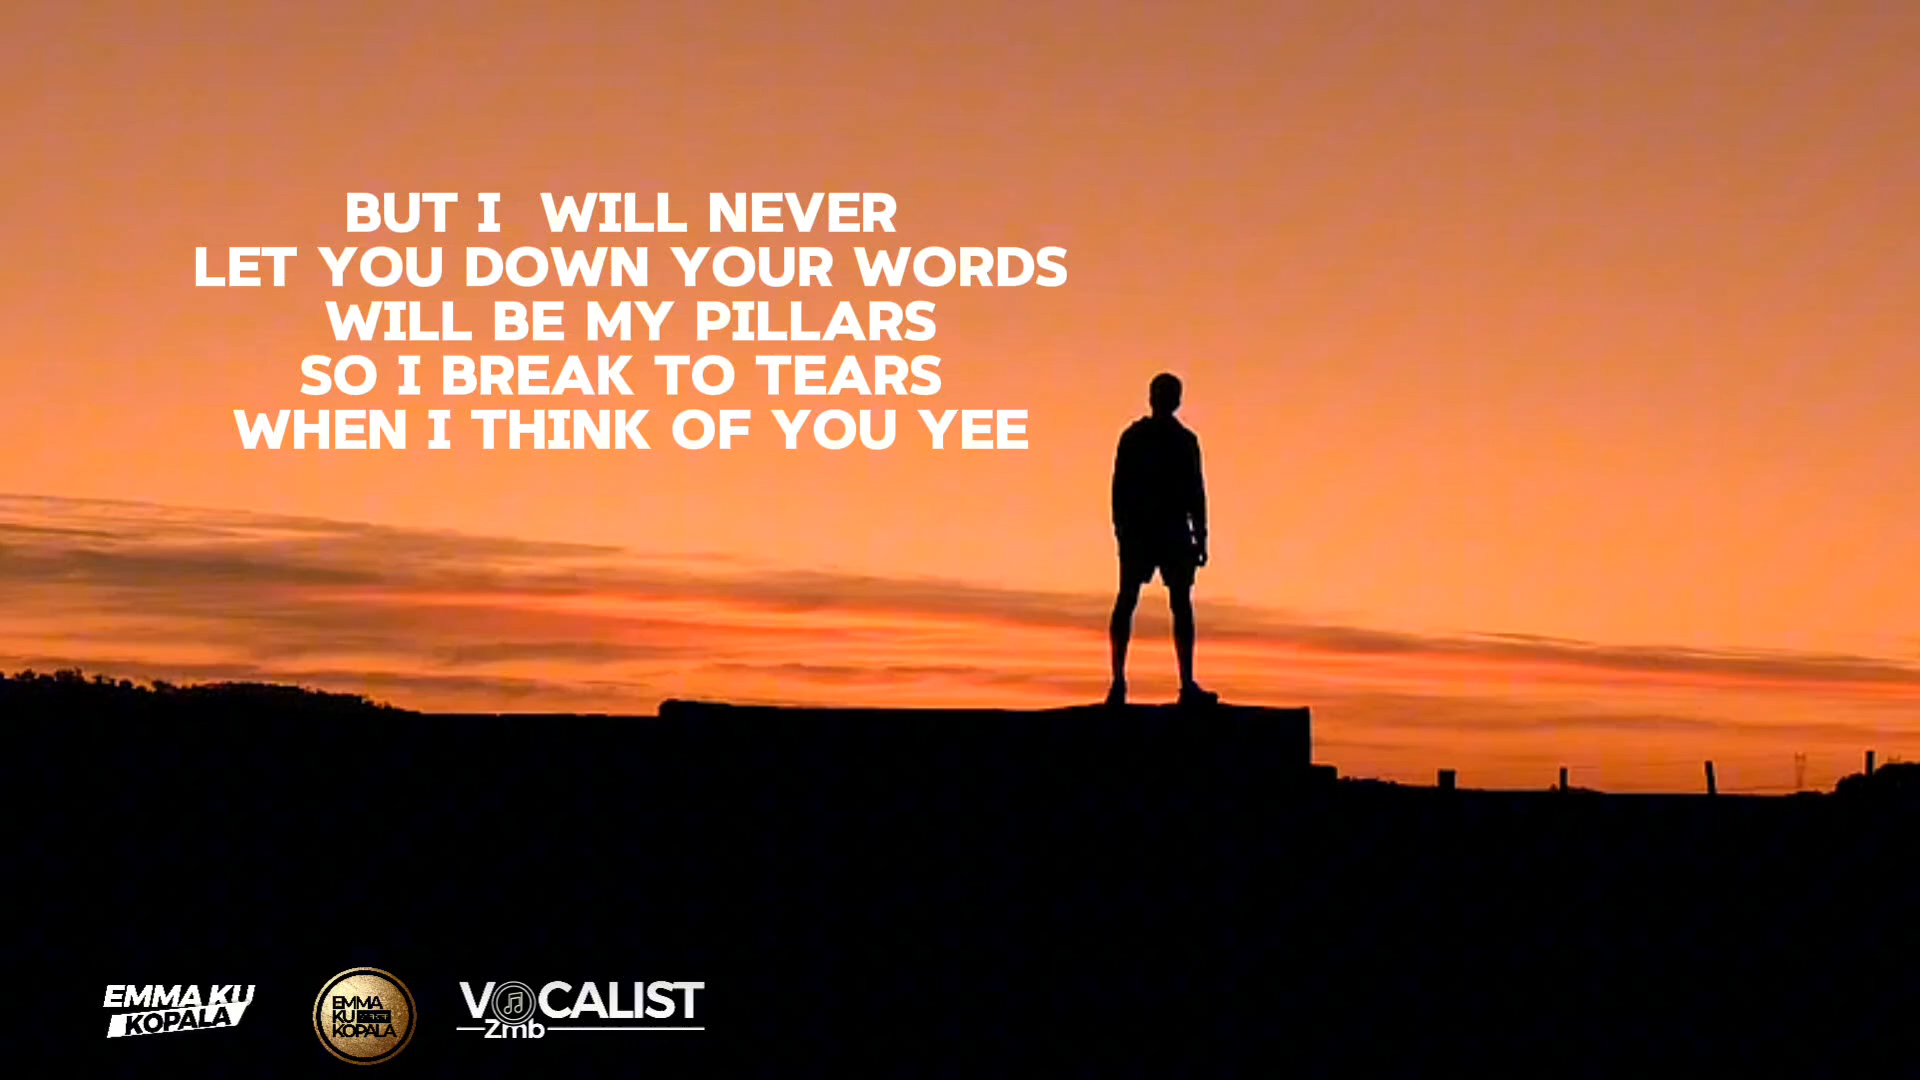 BUT I  WILL NEVER
LET YOU DOWN YOUR WORDS
WILL BE MY PILLARS
SO I BREAK TO TEARS
WHEN I THINK OF YOU YEE
EMMA KU
KOPALA
EMMA
KU
KOPALA
VOCALIST
Zmb